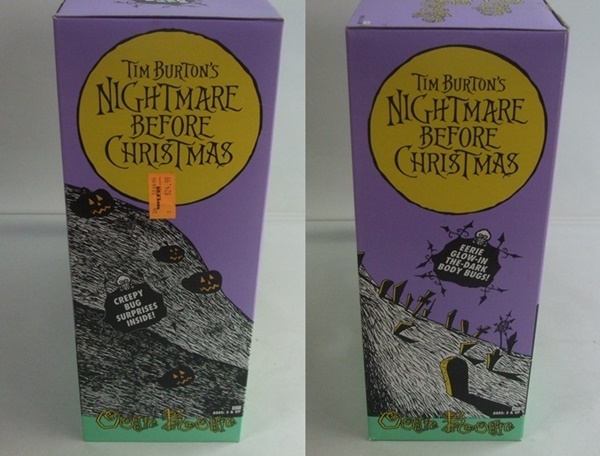 TIM BURTON'S
NIGHTMARE
BEFORE
CHRISTMAS
CREEPY
BUG
SURPRISES
INSIDE!
Oogie Boogie
TIM BURTON'S
NIGHTMARE
BEFORE
CHRISTMAS
EERIE
GLOW-IN
THE-DARK
BODY BUGS!
Oogie Boogie